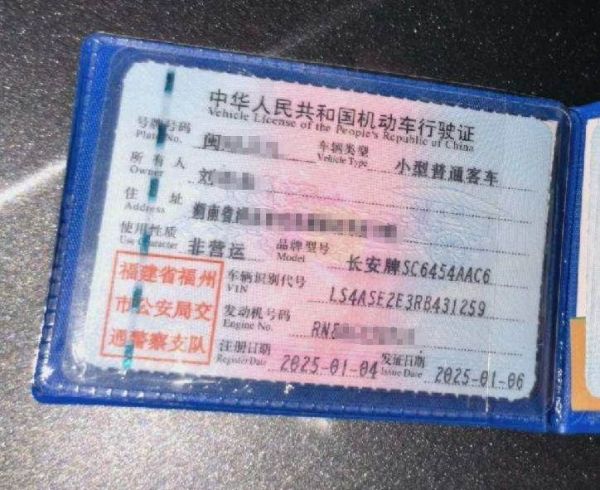 中华人民共和国机动车行驶证
Vehicle License of the People's Republic of China
号牌号码 闽 车辆类型 小型普通客车
Plate No. Vehicle Type
所有人 刘
Owner
住址 湖南省
Address
使用性质 非营运 品牌型号 长安牌SC6454AAC6
Use Character Model
福建省福州
市公安局交
通警察支队
车辆识别代号 LS4ASE2E3RB431259
VIN
发动机号码 RN
Engine No.
注册日期 2025-01-04 发证日期 2025-01-06
Register Date Issue Date